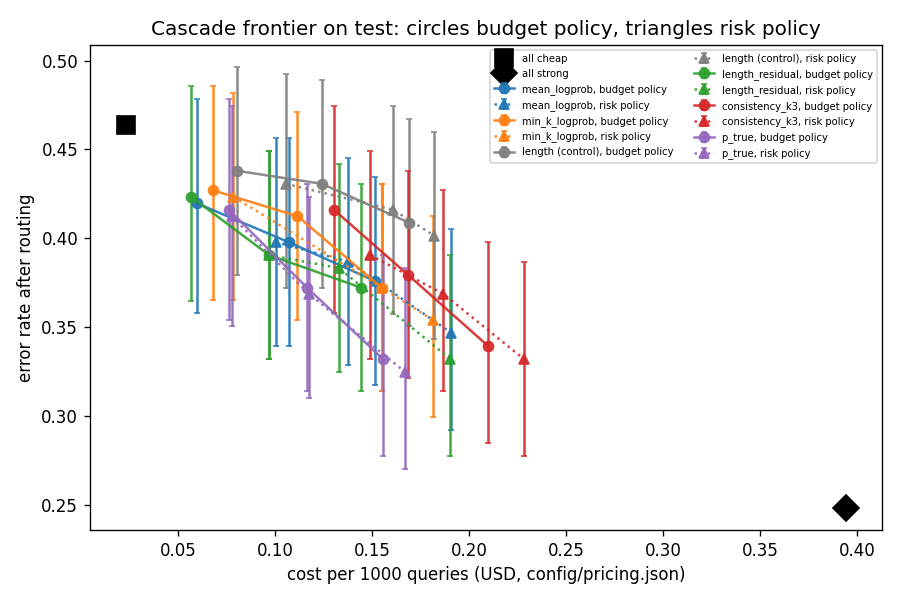 Cascade frontier on test: circles budget policy, triangles risk policy
error rate after routing
0.50
0.45
0.40
0.35
0.30
0.25
all cheap
all strong
mean_logprob, budget policy
mean_logprob, risk policy
min_k_logprob, budget policy
min_k_logprob, risk policy
length (control), budget policy
length (control), risk policy
length_residual, budget policy
length_residual, risk policy
consistency_k3, budget policy
consistency_k3, risk policy
p_true, budget policy
p_true, risk policy
0.05 0.10 0.15 0.20 0.25 0.30 0.35 0.40
cost per 1000 queries (USD, config/pricing.json)